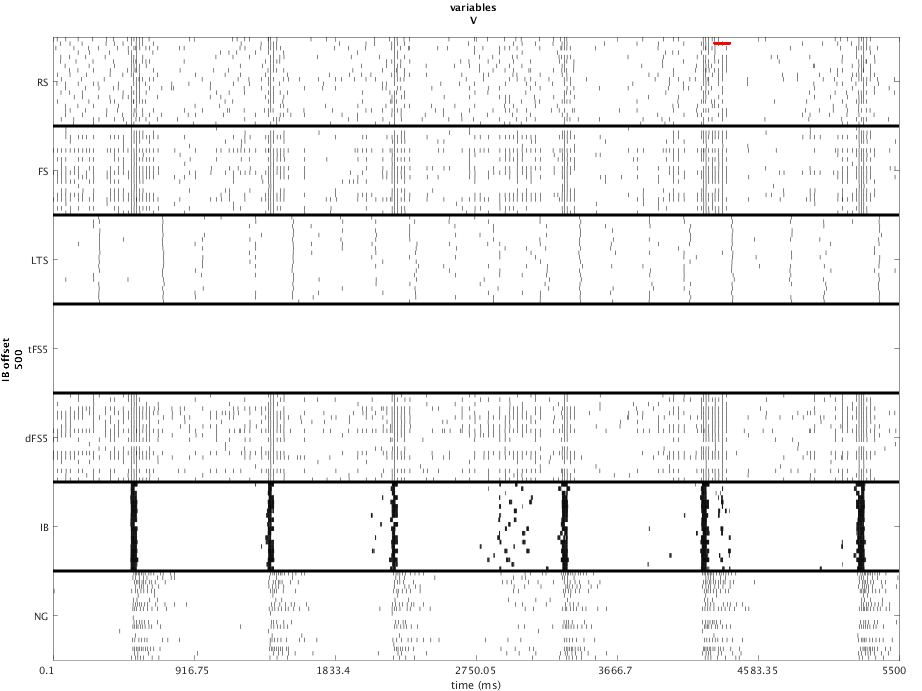 variables
V
RS
FS
LTS
tFS5
dFS5
IB
NG
IB offset
500
0.1 916.75 1833.4 2750.05 3666.7 4583.35 5500
time (ms)